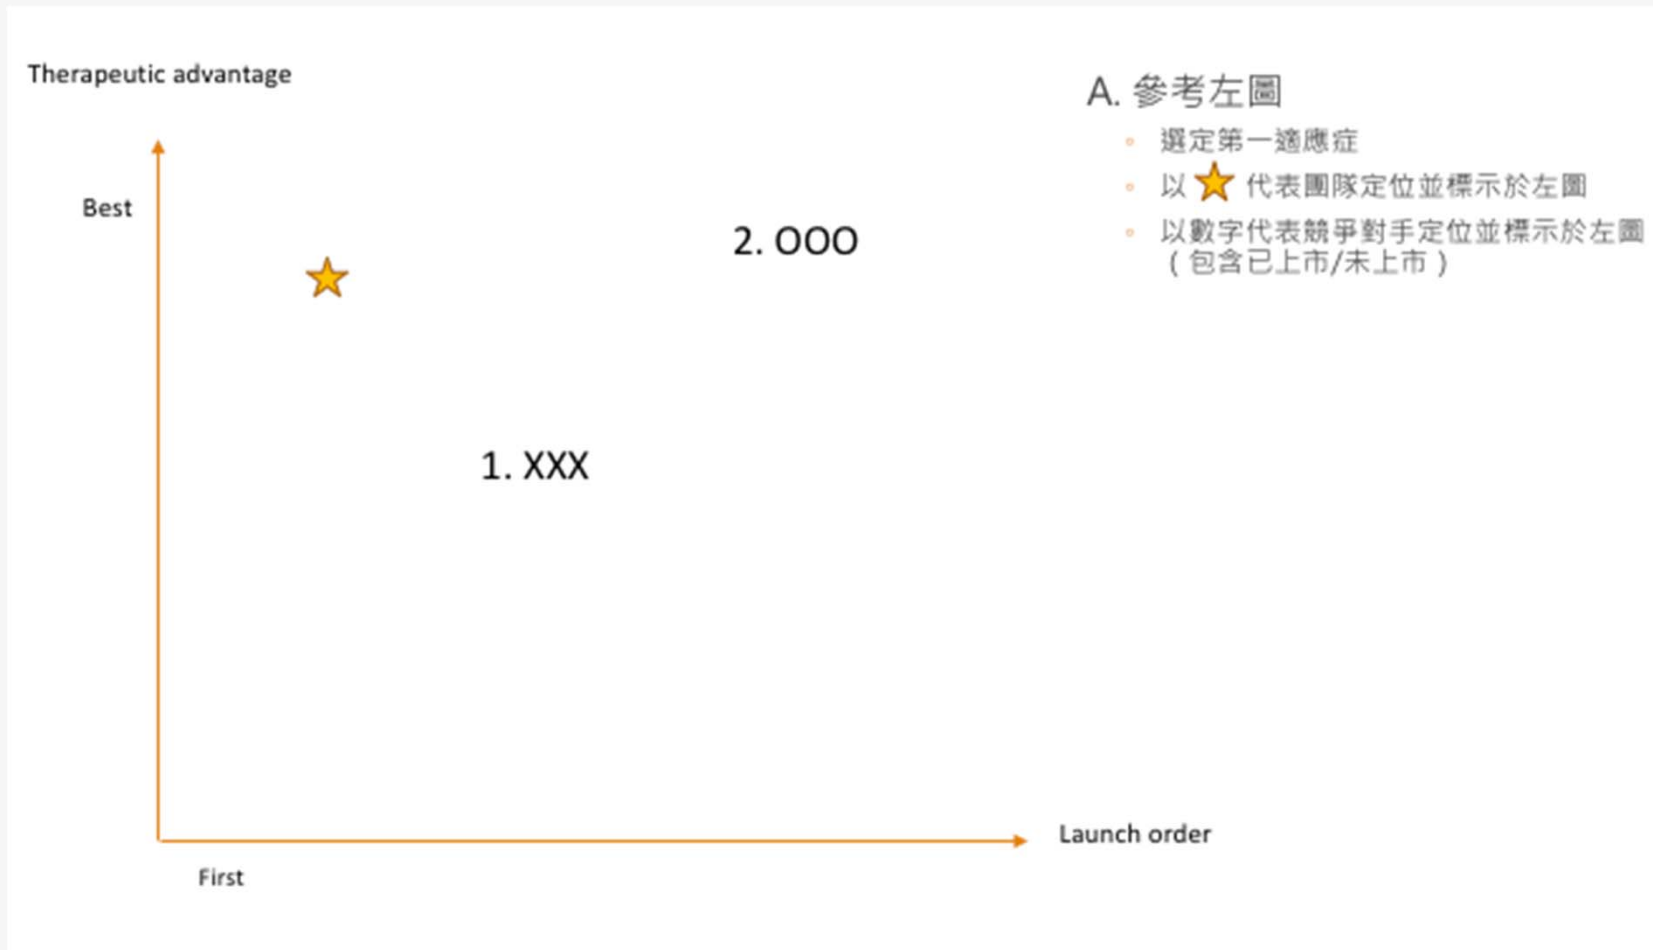 Therapeutic advantage
Best
2. OOO
1. XXX
First
Launch order
A. 參考左圖
選定第一適應症
以 代表團隊定位並標示於左圖
以數字代表競爭對手定位並標示於左圖
(包含已上市/未上市)